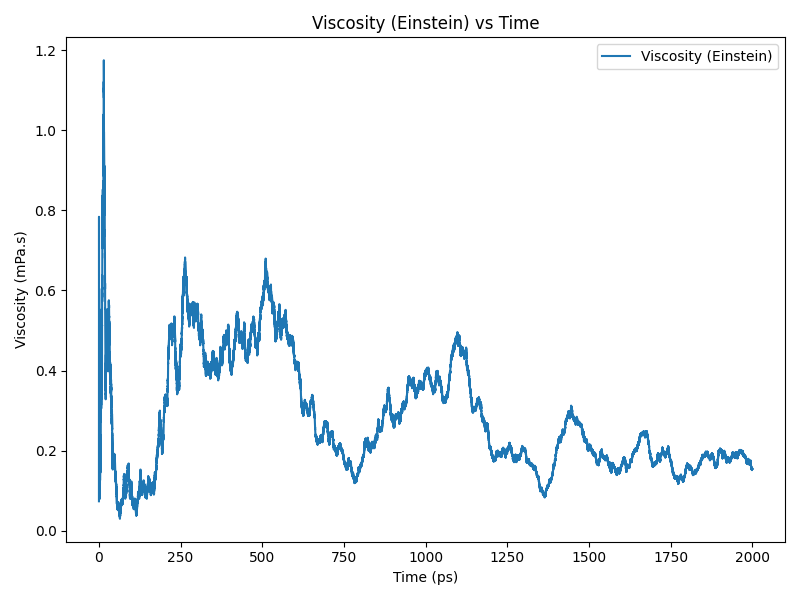 Viscosity (Einstein) vs Time
Viscosity (Einstein)
1.2
1.0
0.8
0.6
0.4
0.2
0.0
Viscosity (mPa.s)
0 250 500 750 1000 1250 1500 1750 2000
Time (ps)